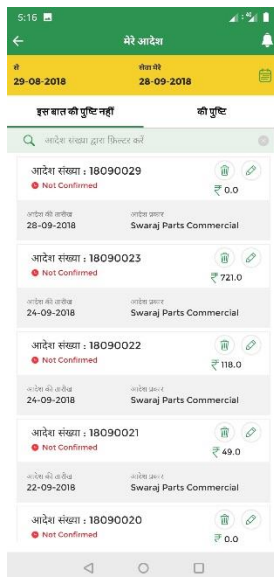 5:16
मेरे आदेश
से
सेवा मेरे
29-08-2018
28-09-2018
इस बात की पुष्टि नहीं
की पुष्टि
आदेश संख्या द्वारा फ़िल्टर करें
आदेश संख्या : 18090029
Not Confirmed
₹ 0.0
आदेश की तारीख
आदेश प्रकार
28-09-2018
Swaraj Parts Commercial
आदेश संख्या : 18090023
Not Confirmed
₹ 721.0
आदेश की तारीख
आदेश प्रकार
24-09-2018
Swaraj Parts Commercial
आदेश संख्या : 18090022
Not Confirmed
₹ 118.0
आदेश की तारीख
आदेश प्रकार
24-09-2018
Swaraj Parts Commercial
आदेश संख्या : 18090021
Not Confirmed
₹ 49.0
आदेश की तारीख
आदेश प्रकार
22-09-2018
Swaraj Parts Commercial
आदेश संख्या : 18090020
Not Confirmed
₹ 0.0